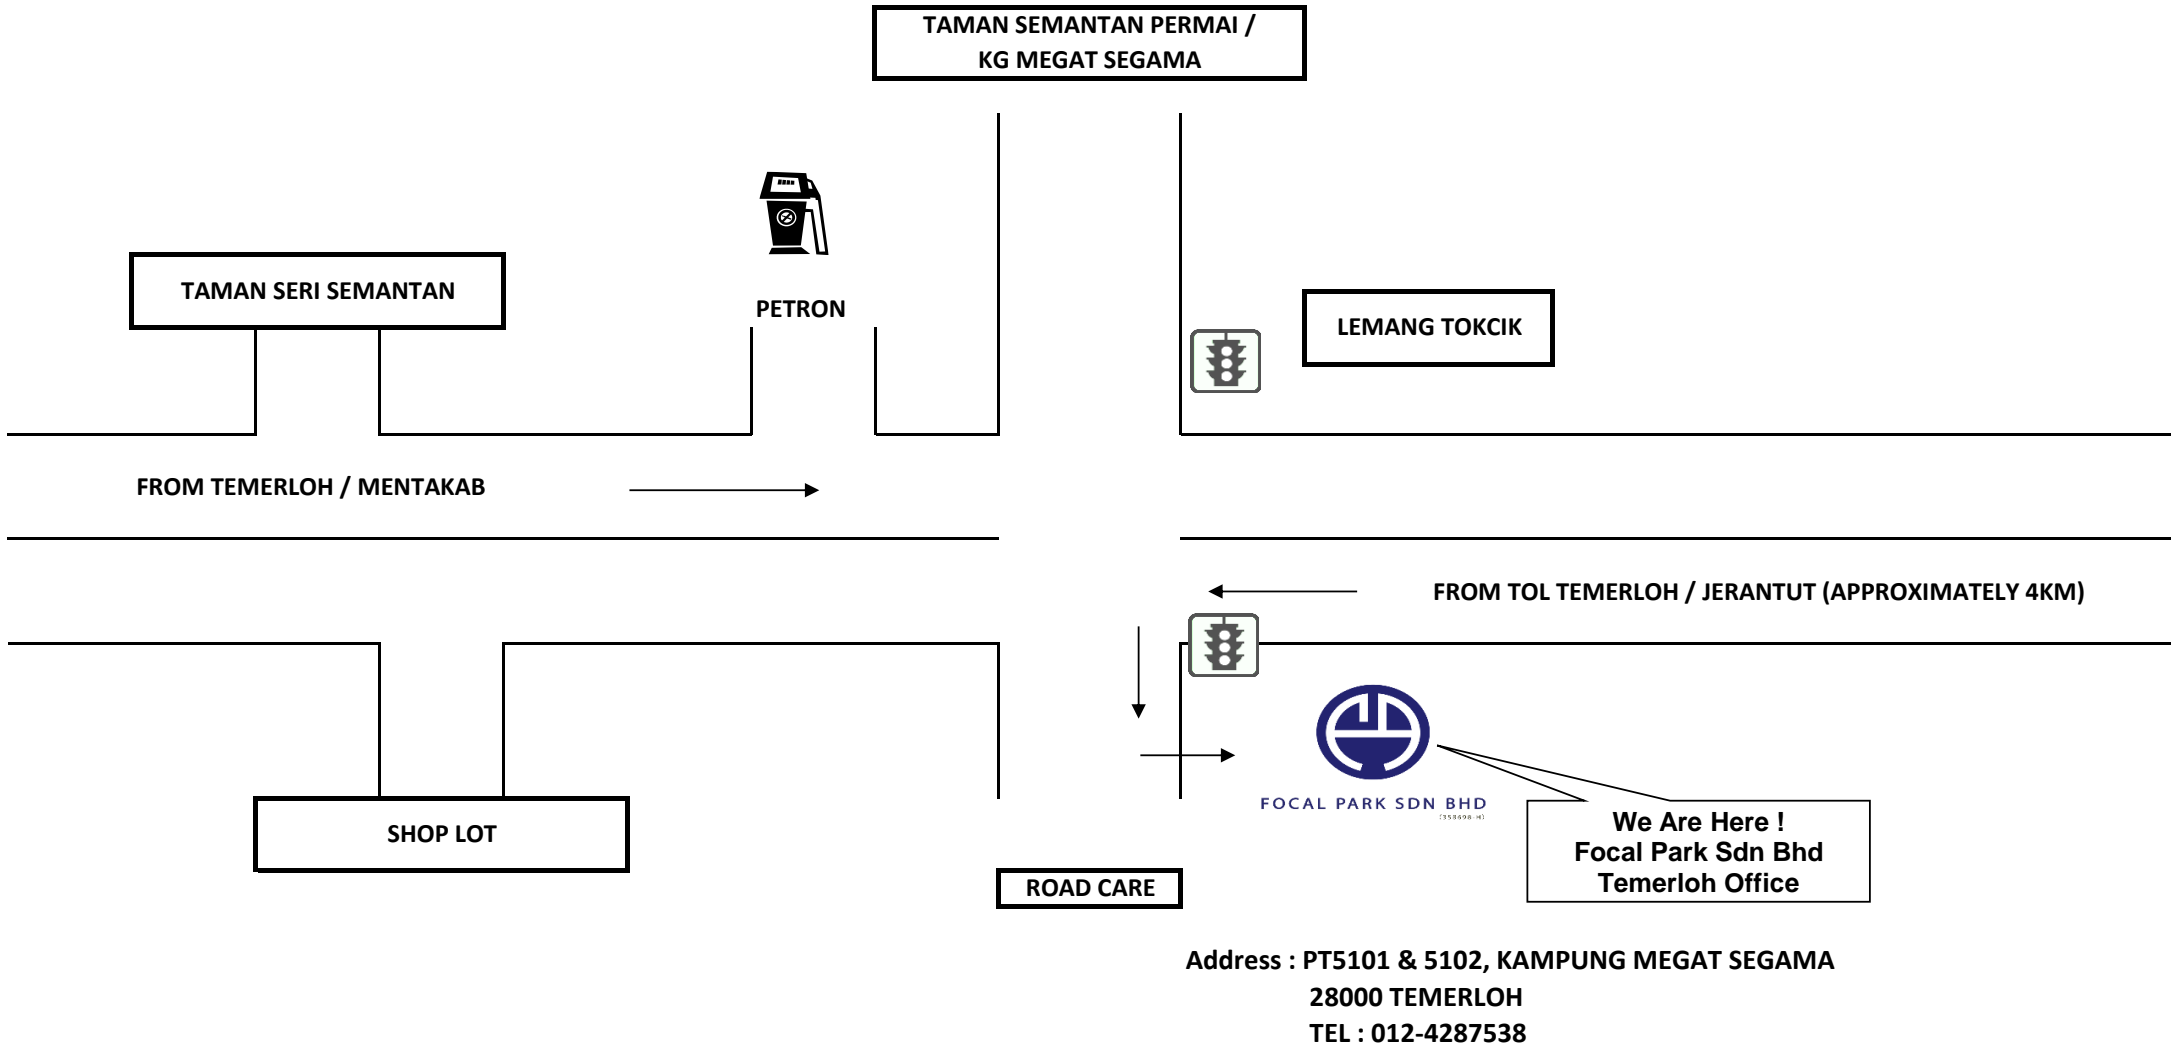 TAMAN SEMANTAN PERMAI /
KG MEGAT SEGAMA
TAMAN SERI SEMANTAN
PETRON
LEMANG TOKCIK
FROM TEMERLOH / MENTAKAB
FROM TOL TEMERLOH / JERANTUT (APPROXIMATELY 4KM)
FOCAL PARK SDN BHD
(353698-H)
We Are Here !
Focal Park Sdn Bhd
Temerloh Office
SHOP LOT
ROAD CARE
Address : PT5101 & 5102, KAMPUNG MEGAT SEGAMA
28000 TEMERLOH
TEL : 012-4287538